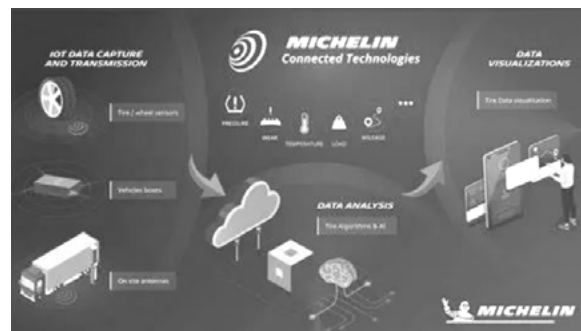 IOT DATA CAPTURE
AND TRANSMISSION
Tire / wheel sensors
Vehicles boxes
On site antennas
MICHELIN
Connected Technologies
PRESSURE
WEAR
TEMPERATURE
LOAD
MILEAGE
...
DATA ANALYSIS
Tire Algorithms & AI
DATA
VISUALIZATIONS
Tire Data visualisation
MICHELIN